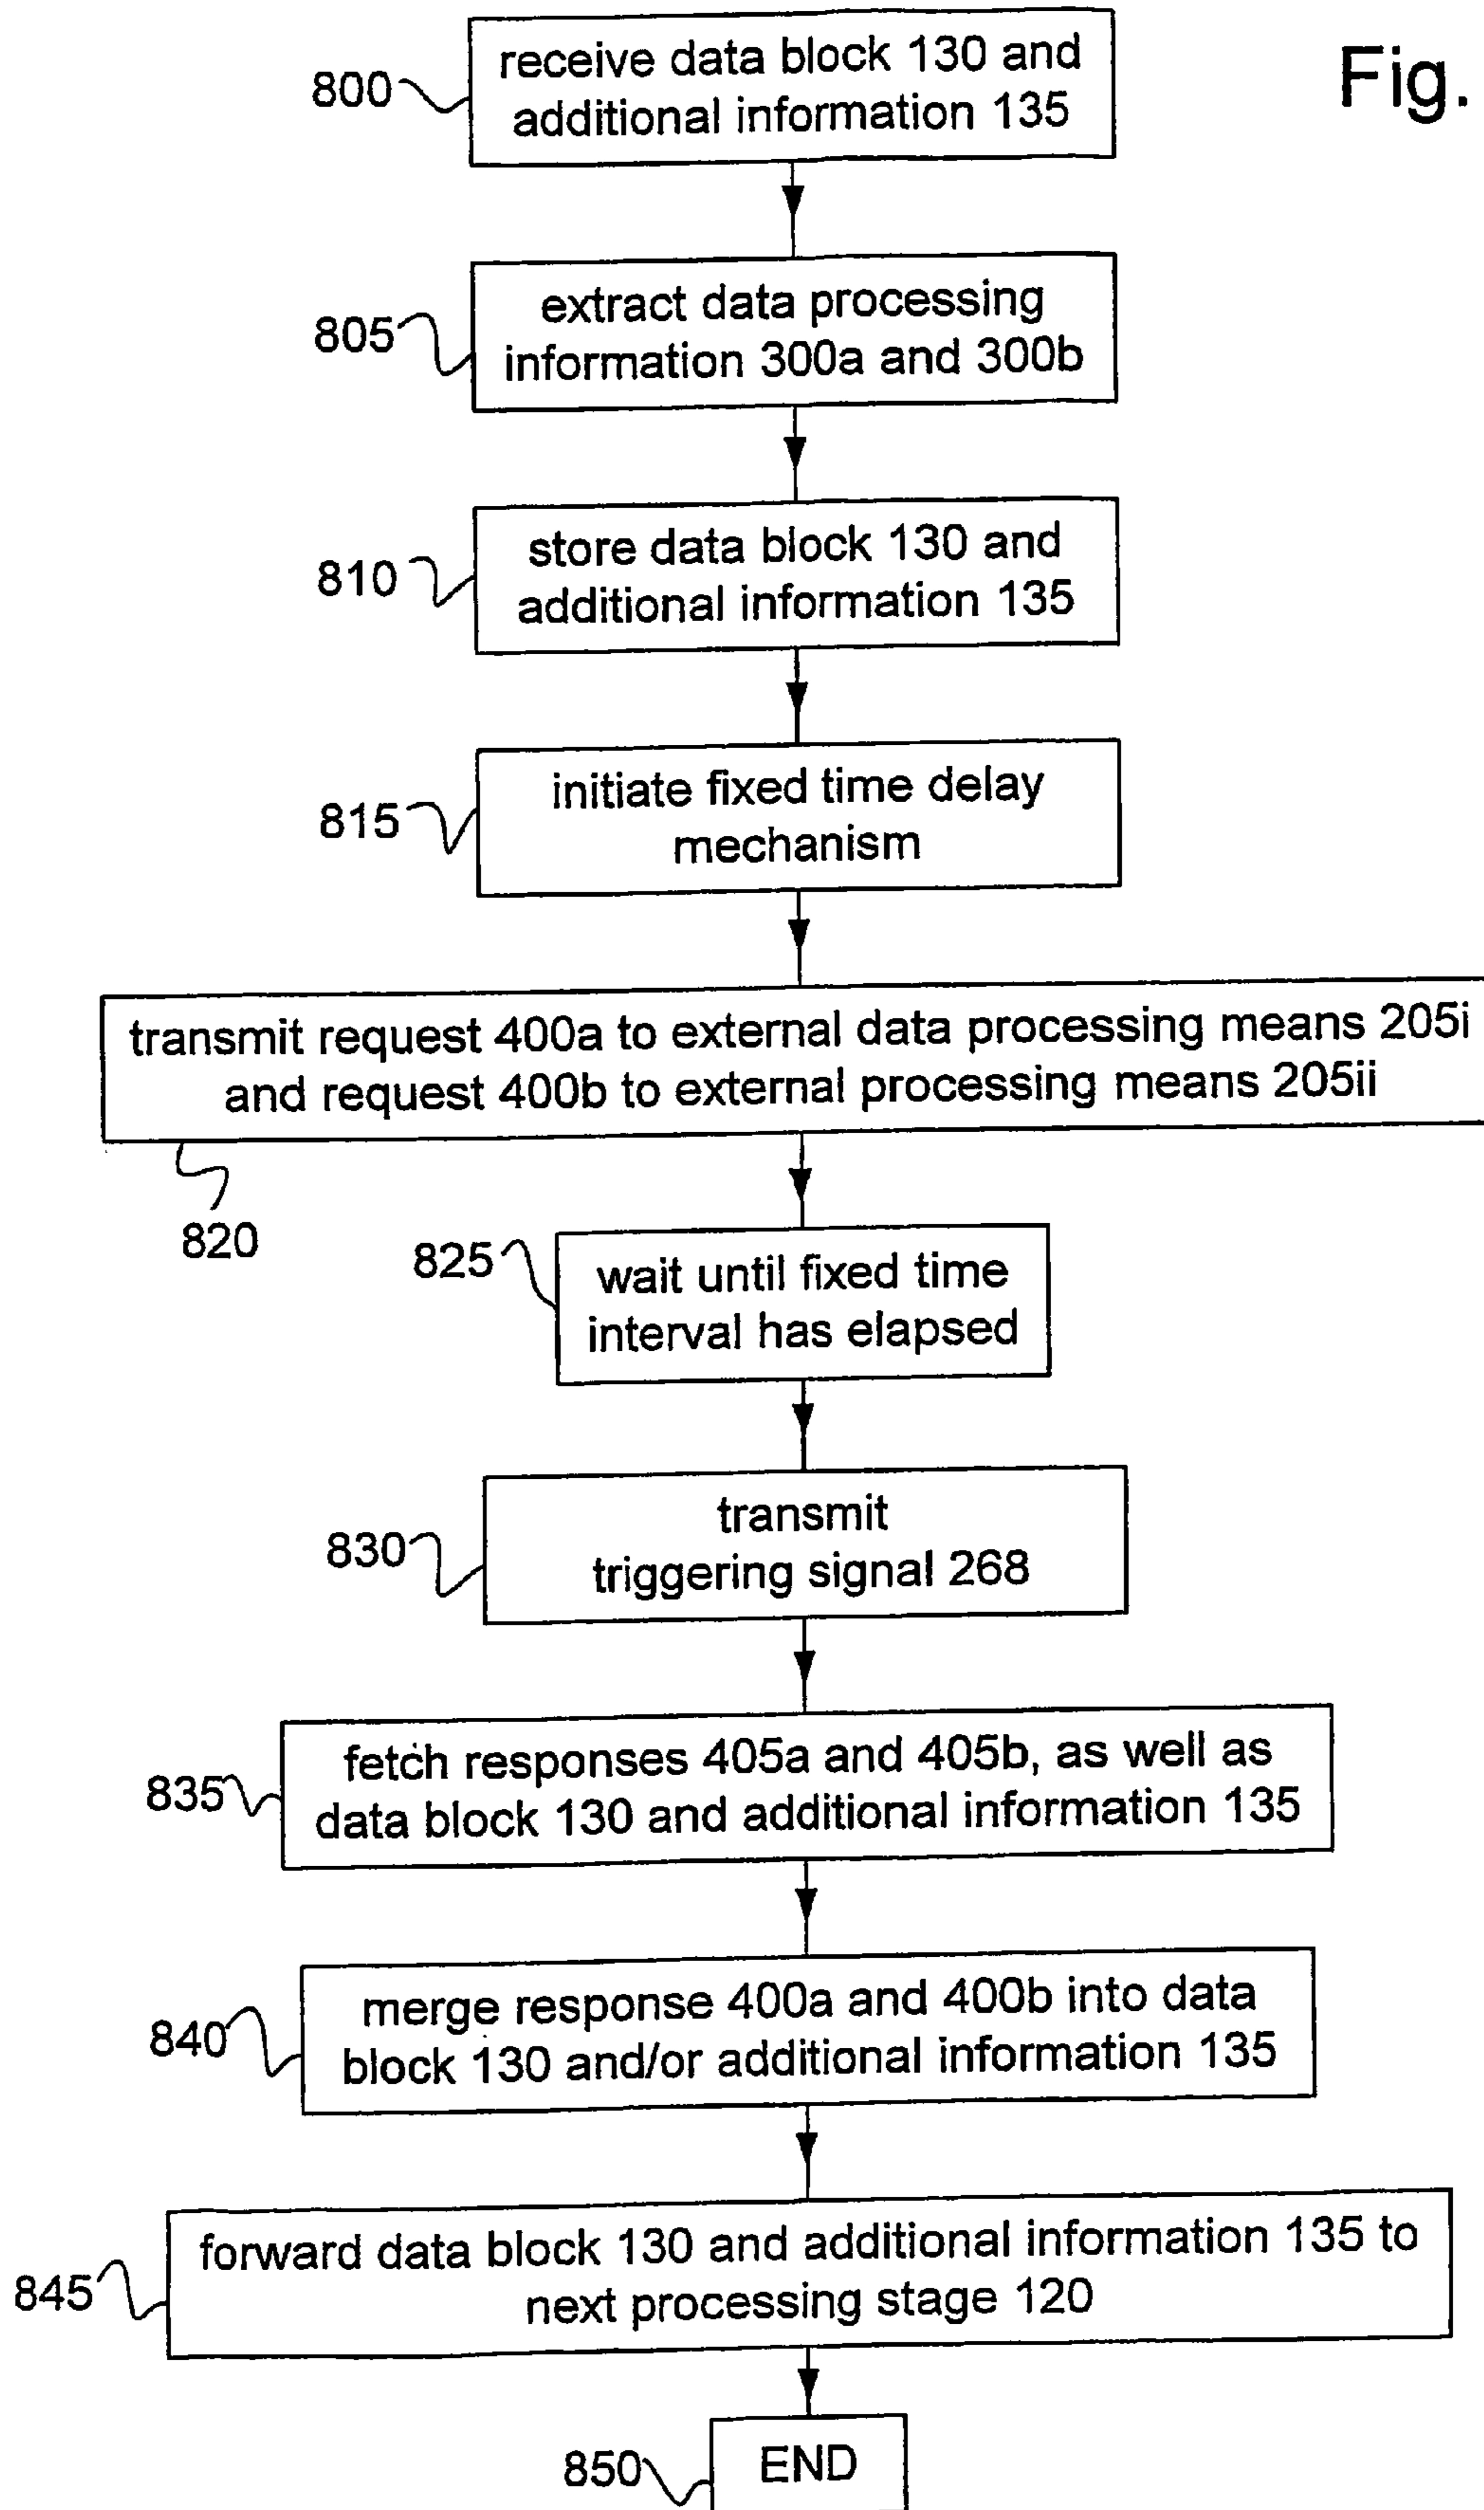 Fig.
800
receive data block 130 and
additional information 135
805
extract data processing
information 300a and 300b
810
store data block 130 and
additional information 135
815
initiate fixed time delay
mechanism
transmit request 400a to external data processing means 205i
and request 400b to external processing means 205ii
820
825
wait until fixed time
interval has elapsed
830
transmit
triggering signal 268
835
fetch responses 405a and 405b, as well as
data block 130 and additional information 135
840
merge response 400a and 400b into data
block 130 and/or additional information 135
845
forward data block 130 and additional information 135 to
next processing stage 120
850
END